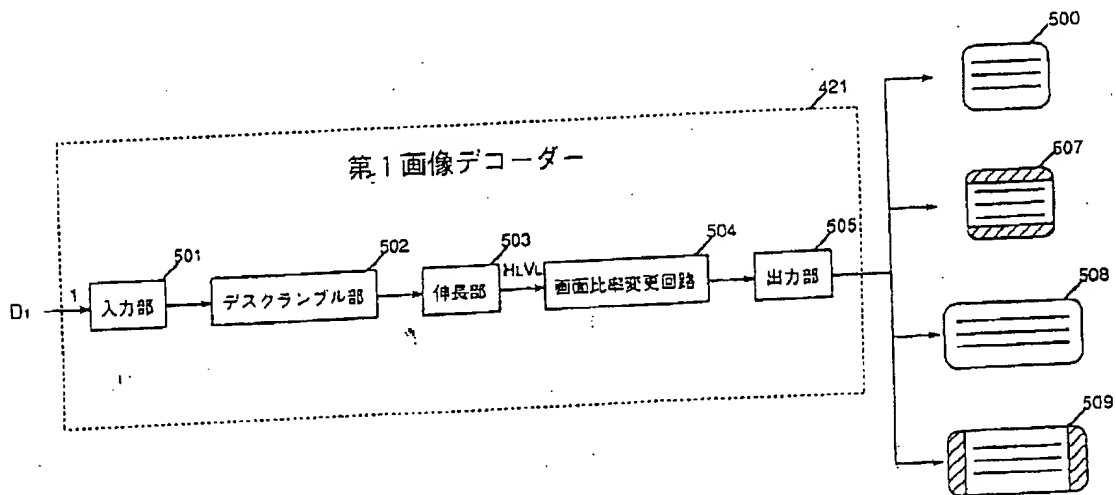 500
421
第1画像デコーダー
507
501
502
503
504
505
508
D1
1
入力部
デスクランブル部
伸長部
HLVL
画面比率変更回路
出力部
509